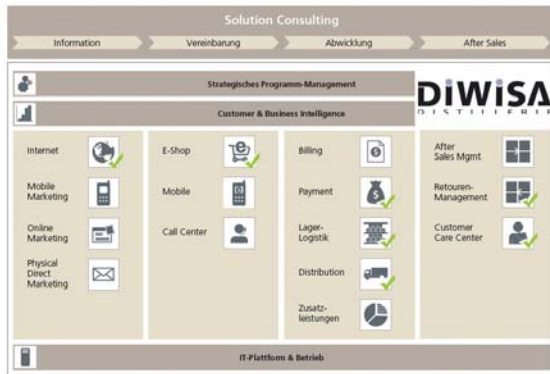 Solution Consulting
Information
Vereinbarung
Abwicklung
After Sales
Strategisches Programm-Management
Customer & Business Intelligence
DIWISA
DISTILLERIE
Internet
Mobile
Marketing
Online
Marketing
Physical
Direct
Marketing
E-Shop
Mobile
Call Center
Billing
Payment
Lager-
Logistik
Distribution
Zusatz-
leistungen
After
Sales Mgmt
Retouren-
Management
Customer
Care Center
IT-Plattform & Betrieb